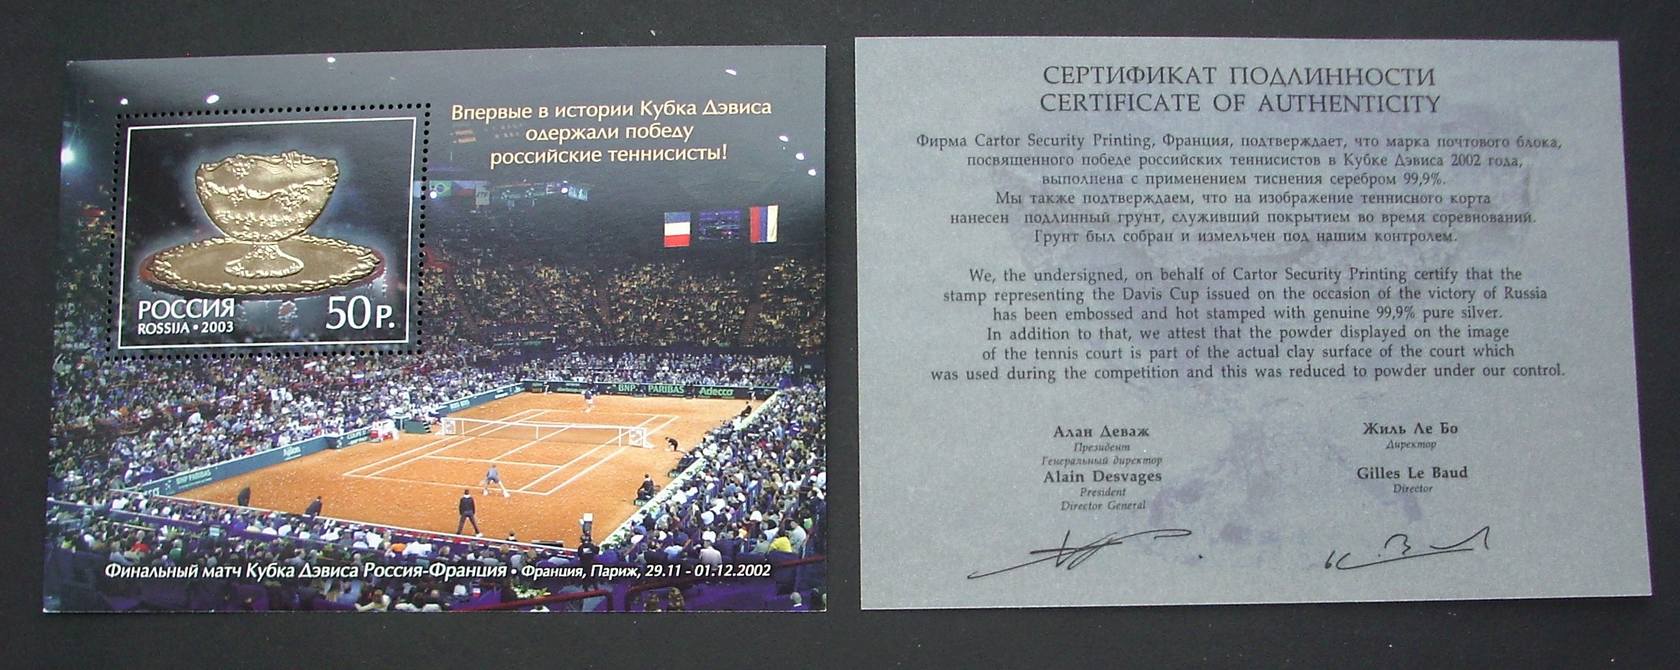 Впервые в истории Кубка Дэвиса
одержали победу
российские теннисисты!
РОССИЯ
ROSSIJA • 2003
50 Р.
BNP PARIBAS
Adecco
BNP PARIBAS
Финальный матч Кубка Дэвиса Россия-Франция • Франция, Париж, 29.11 - 01.12.2002
СЕРТИФИКАТ ПОДЛИННОСТИ
CERTIFICATE OF AUTHENTICITY
Фирма Cartor Security Printing, Франция, подтверждает, что марка почтового блока,
посвященного победе российских теннисистов в Кубке Дэвиса 2002 года,
выполнена с применением тиснения серебром 99,9%.
Мы также подтверждаем, что на изображение теннисного корта
нанесен подлинный грунт, служивший покрытием во время соревнований.
Грунт был собран и измельчен под нашим контролем.
We, the undersigned, on behalf of Cartor Security Printing certify that the
stamp representing the Davis Cup issued on the occasion of the victory of Russia
has been embossed and hot stamped with genuine 99,9% pure silver.
In addition to that, we attest that the powder displayed on the image
of the tennis court is part of the actual clay surface of the court which
was used during the competition and this was reduced to powder under our control.
Алан Деваж
Президент
Генеральный директор
Alain Desvages
President
Director General
Жиль Ле Бо
Директор
Gilles Le Baud
Director